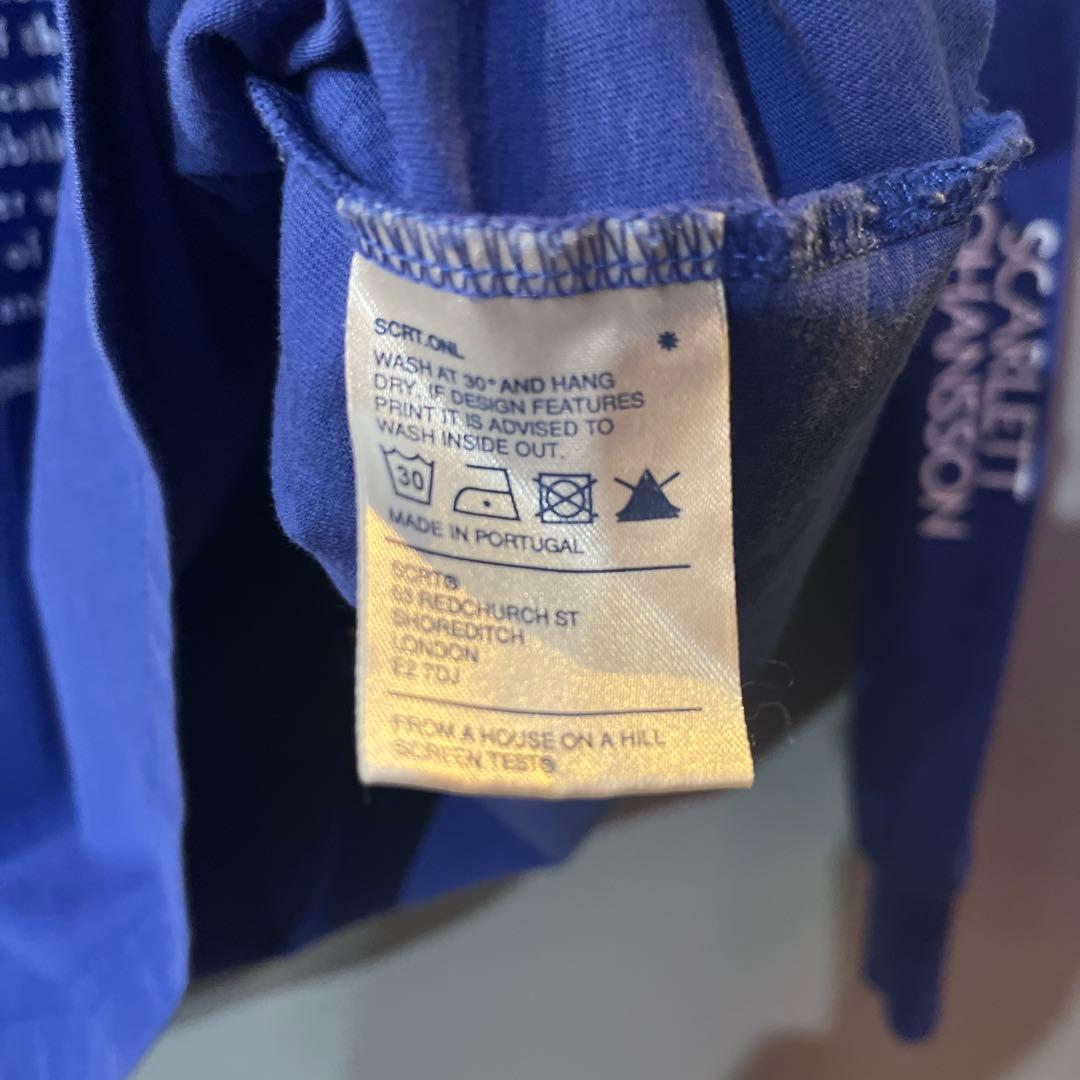 SCRT.ONL
*
WASH AT 30° AND HANG
DRY. IF DESIGN FEATURES
PRINT IT IS ADVISED TO
WASH INSIDE OUT.
30
MADE IN PORTUGAL
SCRT®
63 REDCHURCH ST
SHOREDITCH
LONDON
E2 7DJ
FROM A HOUSE ON A HILL
SCREEN TEST®
SCARLETT
JOHANSSON
of